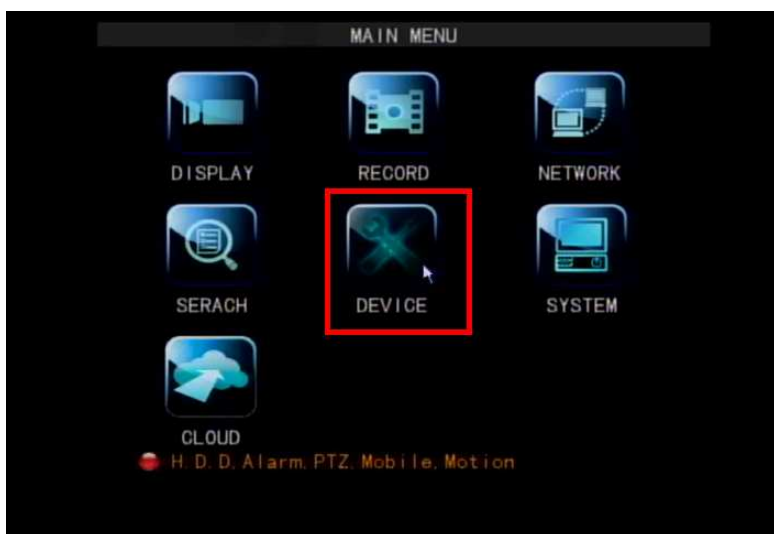 MAIN MENU
DISPLAY RECORD NETWORK
SERACH DEVICE SYSTEM
CLOUD
H.D.D.Alarm.PTZ.Mobile.Motion